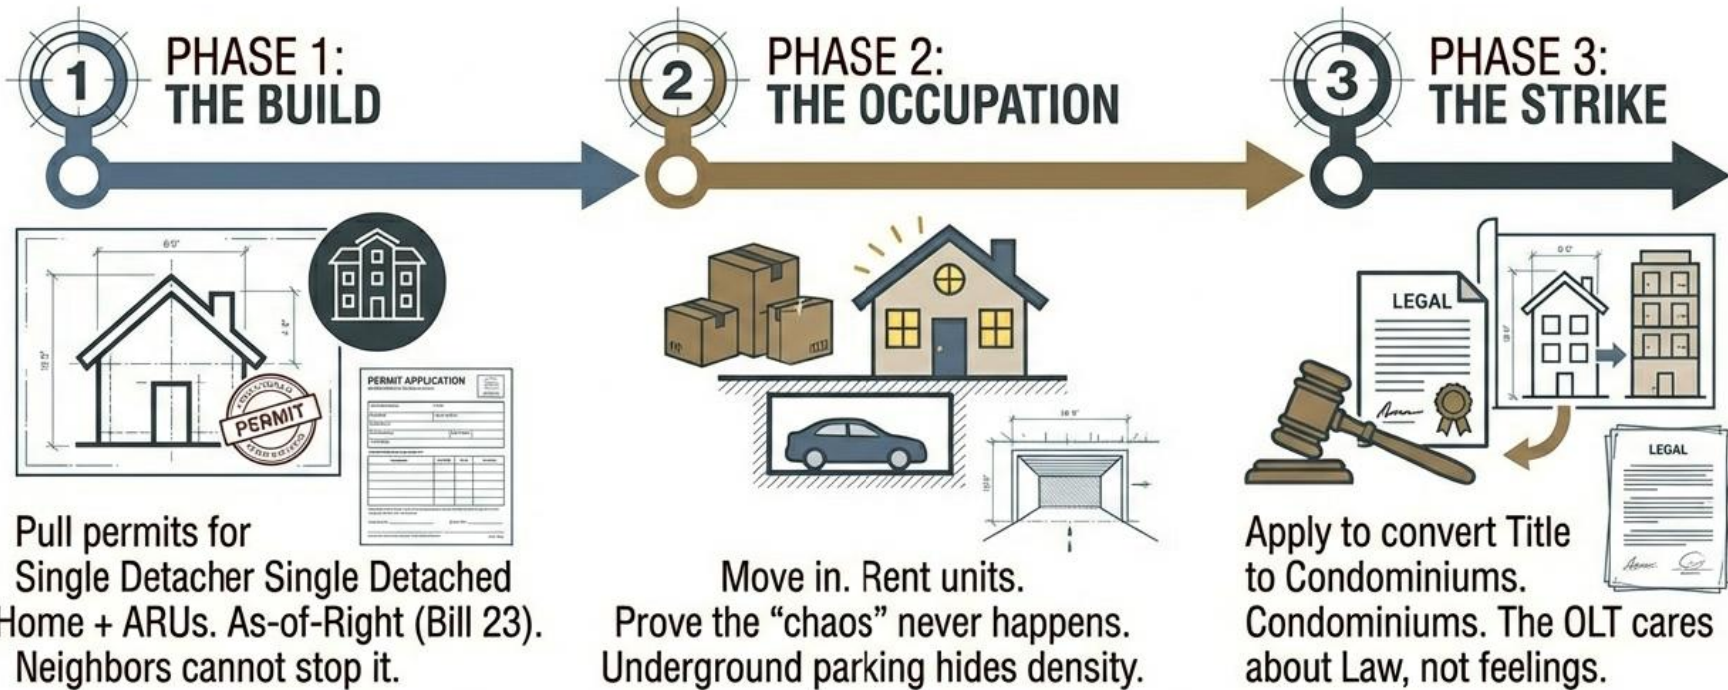 1
PHASE 1:
THE BUILD
2
PHASE 2:
THE OCCUPATION
3
PHASE 3:
THE STRIKE
PERMIT
PERMIT APPLICATION
LEGAL
LEGAL
Pull permits for
Single Detacher Single Detached
Home + ARUs. As-of-Right (Bill 23).
Neighbors cannot stop it.
Move in. Rent units.
Prove the “chaos” never happens.
Underground parking hides density.
Apply to convert Title
to Condominiums.
Condominiums. The OLT cares
about Law, not feelings.